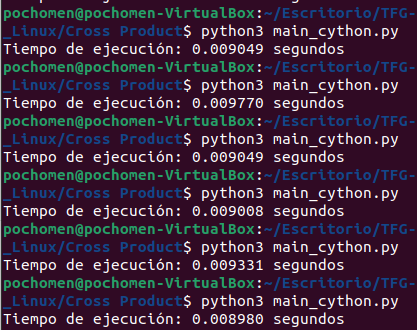 pochomen@pochomen-VirtualBox:~/Escritorio/TFG-
_Linux/Cross Product$ python3 main_cython.py
Tiempo de ejecución: 0.009049 segundos
pochomen@pochomen-VirtualBox:~/Escritorio/TFG-
_Linux/Cross Product$ python3 main_cython.py
Tiempo de ejecución: 0.009770 segundos
pochomen@pochomen-VirtualBox:~/Escritorio/TFG-
_Linux/Cross Product$ python3 main_cython.py
Tiempo de ejecución: 0.009049 segundos
pochomen@pochomen-VirtualBox:~/Escritorio/TFG-
_Linux/Cross Product$ python3 main_cython.py
Tiempo de ejecución: 0.009008 segundos
pochomen@pochomen-VirtualBox:~/Escritorio/TFG-
_Linux/Cross Product$ python3 main_cython.py
Tiempo de ejecución: 0.009331 segundos
pochomen@pochomen-VirtualBox:~/Escritorio/TFG-
_Linux/Cross Product$ python3 main_cython.py
Tiempo de ejecución: 0.008980 segundos